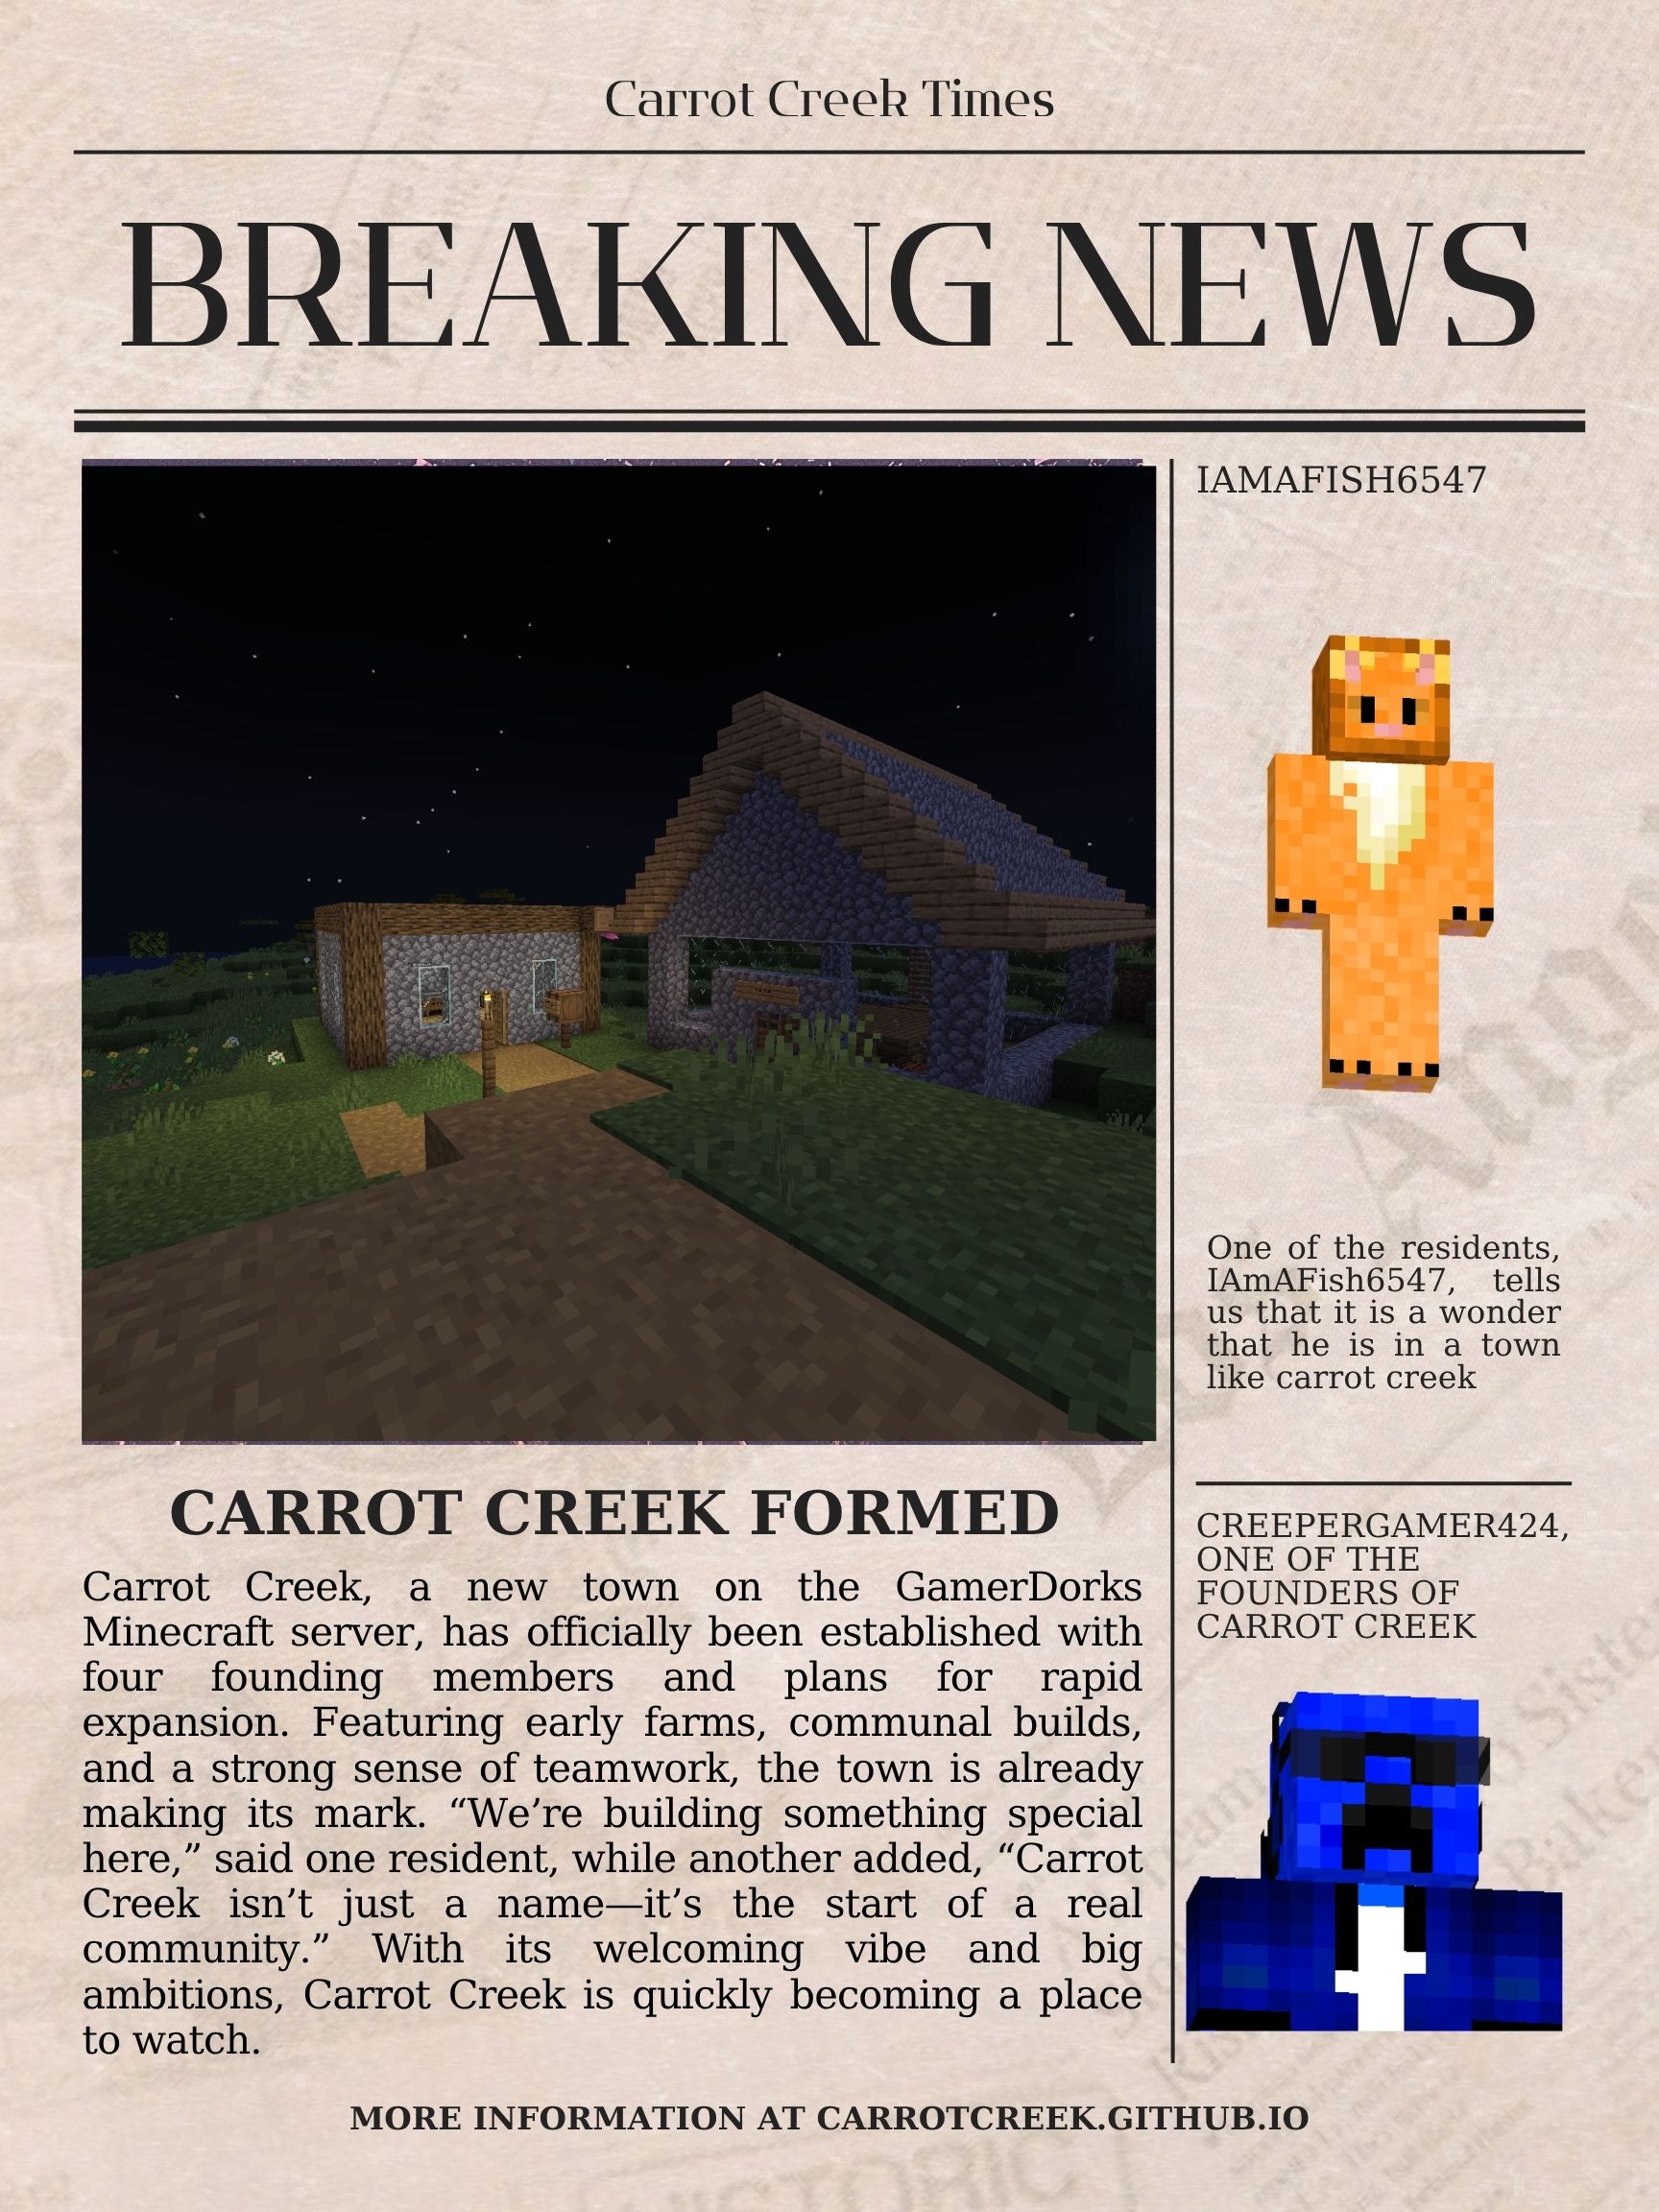 Carrot Creek Times
BREAKING NEWS
IAMAFISH6547
One of the residents,
IAmAFish6547, tells
us that it is a wonder
that he is in a town
like carrot creek
CARROT CREEK FORMED
Carrot Creek, a new town on the GamerDorks
Minecraft server, has officially been established with
four founding members and plans for rapid
expansion. Featuring early farms, communal builds,
and a strong sense of teamwork, the town is already
making its mark. “We’re building something special
here,” said one resident, while another added, “Carrot
Creek isn’t just a name—it’s the start of a real
community.” With its welcoming vibe and big
ambitions, Carrot Creek is quickly becoming a place
to watch.
CREEPERGAMER424,
ONE OF THE
FOUNDERS OF
CARROT CREEK
MORE INFORMATION AT CARROTCREEK.GITHUB.IO